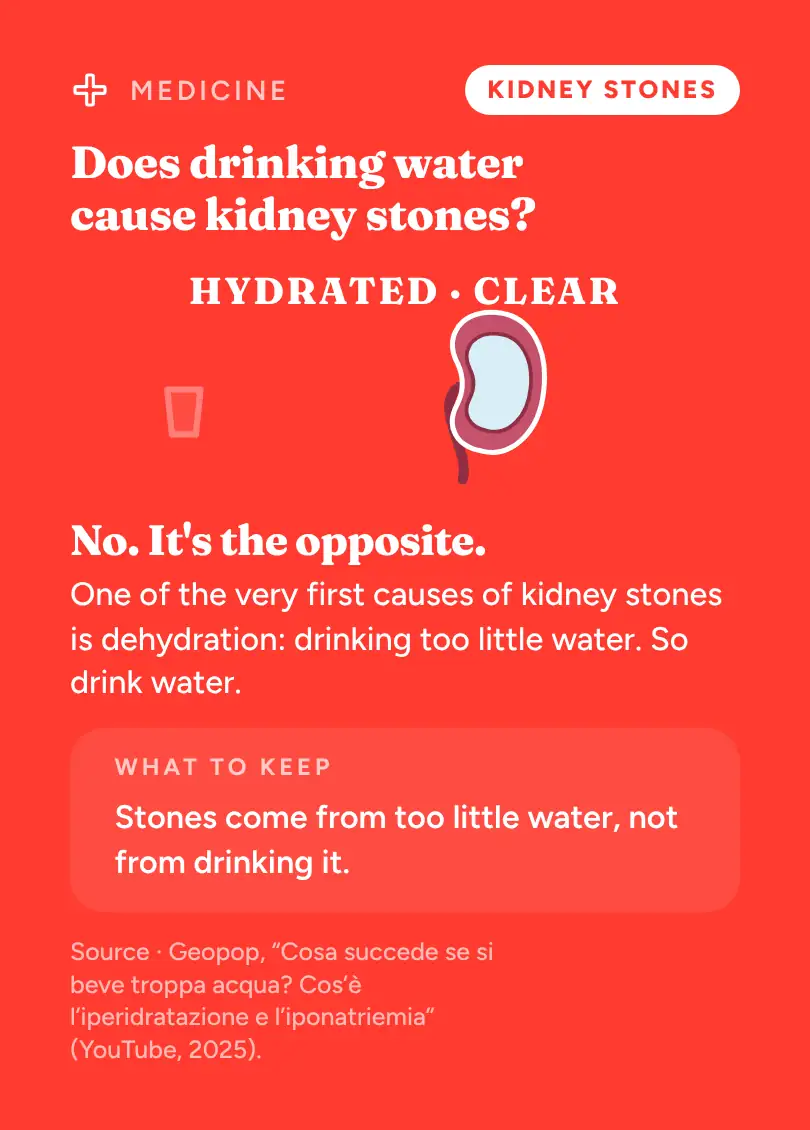 MEDICINE
KIDNEY STONES
Does drinking water
cause kidney stones?
HYDRATED · CLEAR
No. It's the opposite.
One of the very first causes of kidney stones
is dehydration: drinking too little water. So
drink water.
WHAT TO KEEP
Stones come from too little water, not
from drinking it.
Source · Geopop, “Cosa succede se si
beve troppa acqua? Cos’è
l’iperidratazione e l’iponatriemia”
(YouTube, 2025).